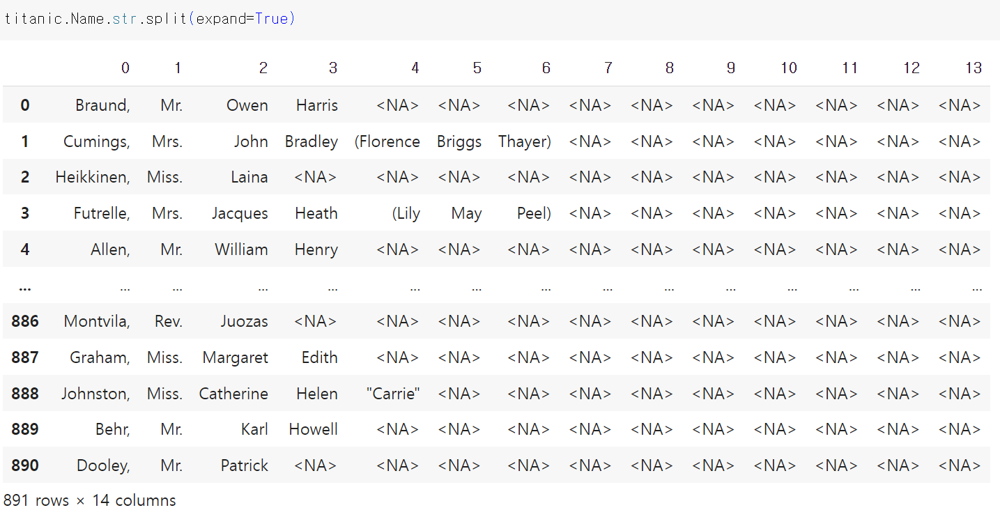 titanic.Name.str.split(expand=True)
0 1 2 3 4 5 6 7 8 9 10 11 12 13
0 Braund, Mr. Owen Harris <NA> <NA> <NA> <NA> <NA> <NA> <NA> <NA> <NA> <NA>
1 Cumings, Mrs. John Bradley (Florence Briggs Thayer) <NA> <NA> <NA> <NA> <NA> <NA> <NA>
2 Heikkinen, Miss. Laina <NA> <NA> <NA> <NA> <NA> <NA> <NA> <NA> <NA> <NA> <NA>
3 Futrelle, Mrs. Jacques Heath (Lily May Peel) <NA> <NA> <NA> <NA> <NA> <NA> <NA>
4 Allen, Mr. William Henry <NA> <NA> <NA> <NA> <NA> <NA> <NA> <NA> <NA> <NA>
... ... ... ... ... ... ... ... ... ... ... ... ... ... ...
886 Montvila, Rev. Juozas <NA> <NA> <NA> <NA> <NA> <NA> <NA> <NA> <NA> <NA> <NA>
887 Graham, Miss. Margaret Edith <NA> <NA> <NA> <NA> <NA> <NA> <NA> <NA> <NA> <NA>
888 Johnston, Miss. Catherine Helen "Carrie" <NA> <NA> <NA> <NA> <NA> <NA> <NA> <NA> <NA>
889 Behr, Mr. Karl Howell <NA> <NA> <NA> <NA> <NA> <NA> <NA> <NA> <NA> <NA>
890 Dooley, Mr. Patrick <NA> <NA> <NA> <NA> <NA> <NA> <NA> <NA> <NA> <NA> <NA>
891 rows × 14 columns